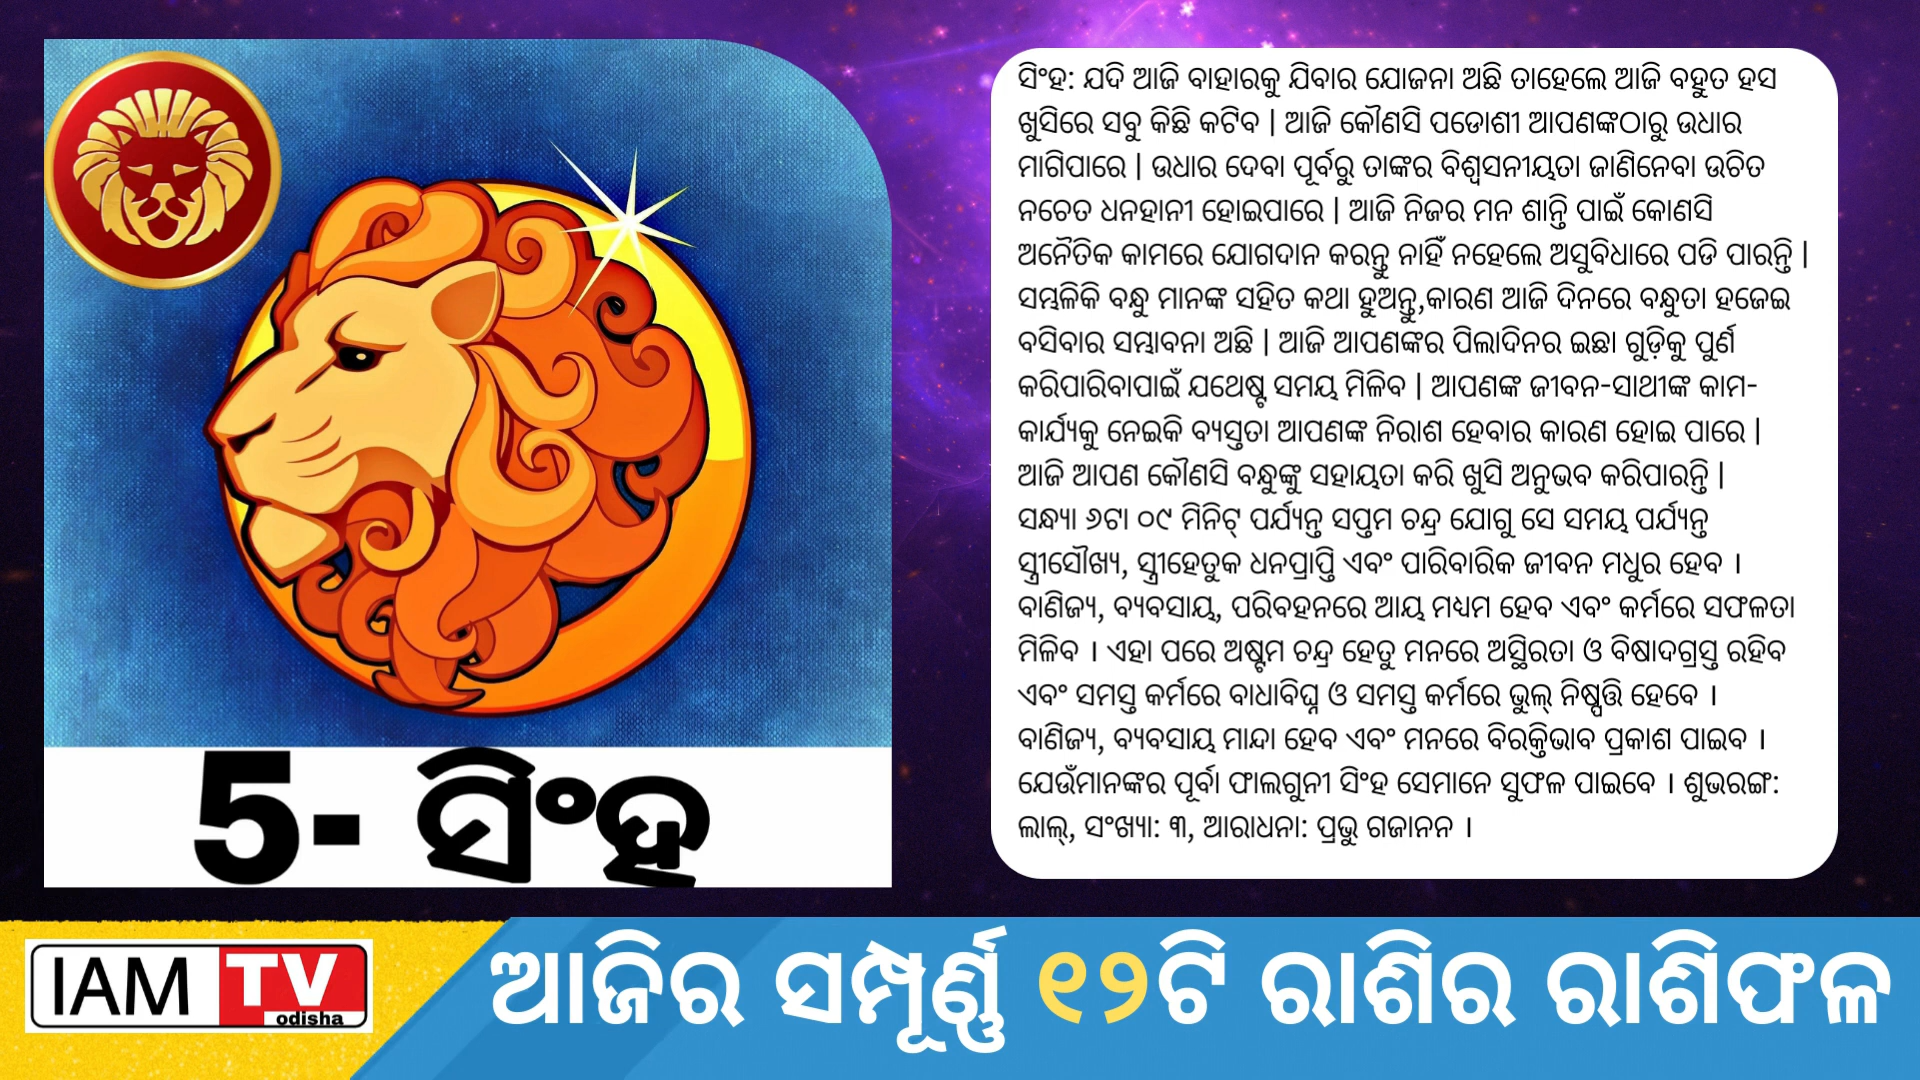 ସିଂହ: ଯଦି ଆଜି ବାହାରକୁ ଯିବାର ଯୋଜନା ଅଛି ତାହେଲେ ଆଜି ବହୁତ ହସ
ଖୁସିରେ ସବୁ କିଛି କଟିବ | ଆଜି କୌଣସି ପଡୋଶୀ ଆପଣଙ୍କଠାରୁ ଉଧାର
ମାଗିପାରେ | ଉଧାର ଦେବା ପୂର୍ବରୁ ତାଙ୍କର ବିଶ୍ୱସନୀୟତା ଜାଣିନେବା ଉଚିତ
ନଚେତ ଧନହାନୀ ହୋଇପାରେ | ଆଜି ନିଜର ମନ ଶାନ୍ତି ପାଇଁ କୋଣସି
ଅନୈତିକ କାମରେ ଯୋଗଦାନ କରନ୍ତୁ ନାହିଁ ନହେଲେ ଅସୁବିଧାରେ ପଡି ପାରନ୍ତି |
ସମ୍ଭଳିକି ବନ୍ଧୁ ମାନଙ୍କ ସହିତ କଥା ହୁଅନ୍ତୁ,କାରଣ ଆଜି ଦିନରେ ବନ୍ଧୁତା ହଜେଇ
ବସିବାର ସମ୍ଭାବନା ଅଛି | ଆଜି ଆପଣଙ୍କର ପିଲାଦିନର ଇଛା ଗୁଡ଼ିକୁ ପୁର୍ଣ
କରିପାରିବାପାଇଁ ଯଥେଷ୍ଟ ସମୟ ମିଳିବ | ଆପଣଙ୍କ ଜୀବନ-ସାଥୀଙ୍କ କାମ-
କାର୍ଯ୍ୟକୁ ନେଇକି ବ୍ୟସ୍ତତା ଆପଣଙ୍କ ନିରାଶ ହେବାର କାରଣ ହୋଇ ପାରେ |
ଆଜି ଆପଣ କୌଣସି ବନ୍ଧୁଙ୍କୁ ସହାୟତା କରି ଖୁସି ଅନୁଭବ କରିପାରନ୍ତି |
ସନ୍ଧ୍ୟା ୬ଟା ୦୯ ମିନିଟ୍ ପର୍ଯ୍ୟନ୍ତ ସପ୍ତମ ଚନ୍ଦ୍ର ଯୋଗୁ ସେ ସମୟ ପର୍ଯ୍ୟନ୍ତ
ସ୍ତ୍ରୀସୌଖ୍ୟ, ସ୍ତ୍ରୀହେତୁକ ଧନପ୍ରାପ୍ତି ଏବଂ ପାରିବାରିକ ଜୀବନ ମଧୁର ହେବ ।
ବାଣିଜ୍ୟ, ବ୍ୟବସାୟ, ପରିବହନରେ ଆୟ ମଧ୍ୟମ ହେବ ଏବଂ କର୍ମରେ ସଫଳତା
ମିଳିବ । ଏହା ପରେ ଅଷ୍ଟମ ଚନ୍ଦ୍ର ହେତୁ ମନରେ ଅସ୍ଥିରତା ଓ ବିଷାଦଗ୍ରସ୍ତ ରହିବ
ଏବଂ ସମସ୍ତ କର୍ମରେ ବାଧାବିଘ୍ନ ଓ ସମସ୍ତ କର୍ମରେ ଭୁଲ୍ ନିଷ୍ପତ୍ତି ହେବେ ।
ବାଣିଜ୍ୟ, ବ୍ୟବସାୟ ମାନ୍ଦା ହେବ ଏବଂ ମନରେ ବିରକ୍ତିଭାବ ପ୍ରକାଶ ପାଇବ ।
ଯେଉଁମାନଙ୍କର ପୂର୍ବା ଫାଲଗୁନୀ ସିଂହ ସେମାନେ ସୁଫଳ ପାଇବେ । ଶୁଭରଙ୍ଗ:
ଲାଲ୍, ସଂଖ୍ୟା: ୩, ଆରାଧନା: ପ୍ରଭୁ ଗଜାନନ ।
5- ସିଂହ
IAM TV
odisha
ଆଜିର ସମ୍ପୂର୍ଣ୍ଣ ୧୨ଟି ରାଶିର ରାଶିଫଳ